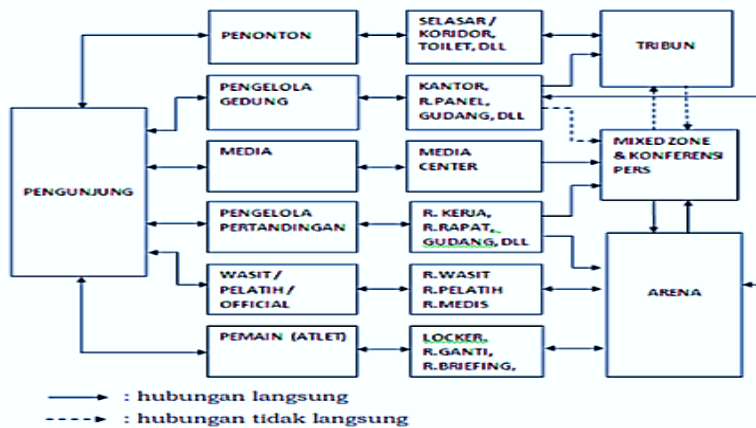 PENONTON
SELASAR /
KORIDOR,
TOILET, DLL
TRIBUN
PENGELOLA
GEDUNG
KANTOR,
R.PANEL,
GUDANG, DLL
MIXED ZONE
& KONFERENSI
PERS
MEDIA
MEDIA
CENTER
PENGUNJUNG
PENGELOLA
PERTANDINGAN
R. KERJA,
R.RAPAT,
GUDANG, DLL
WASIT /
PELATIH /
OFFICIAL
R.WASIT
R.PELATIH
R.MEDIS
ARENA
PEMAIN (ATLET)
LOCKER,
R.GANTI,
R.BRIEFING,
: hubungan langsung
: hubungan tidak langsung